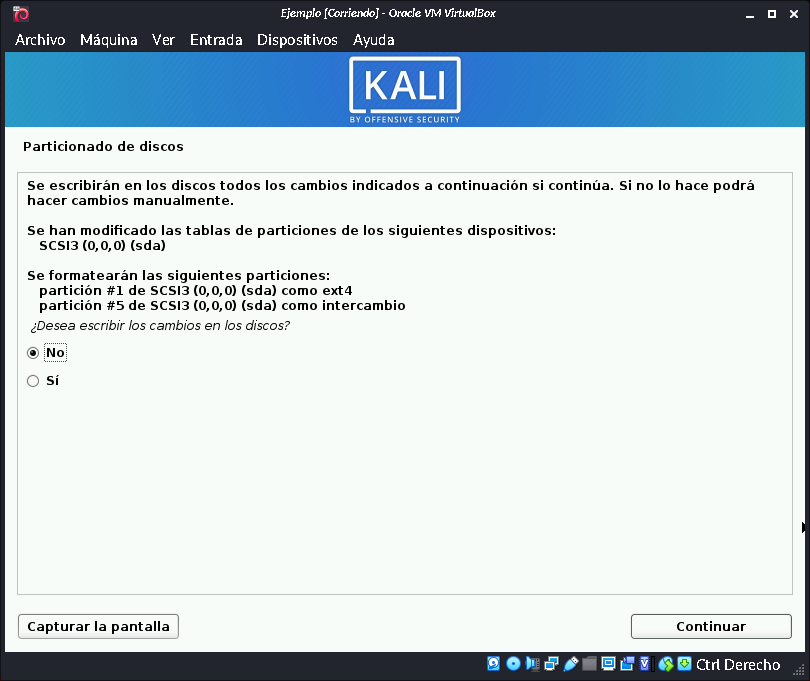 Ejemplo [Corriendo] - Oracle VM VirtualBox
Archivo Máquina Ver Entrada Dispositivos Ayuda
KALI
BY OFFENSIVE SECURITY
Particionado de discos
Se escribirán en los discos todos los cambios indicados a continuación si continúa. Si no lo hace podrá
hacer cambios manualmente.
Se han modificado las tablas de particiones de los siguientes dispositivos:
SCSI3 (0,0,0) (sda)
Se formatearán las siguientes particiones:
partición #1 de SCSI3 (0,0,0) (sda) como ext4
partición #5 de SCSI3 (0,0,0) (sda) como intercambio
¿Desea escribir los cambios en los discos?
No
Sí
Capturar la pantalla Continuar
Ctrl Derecho